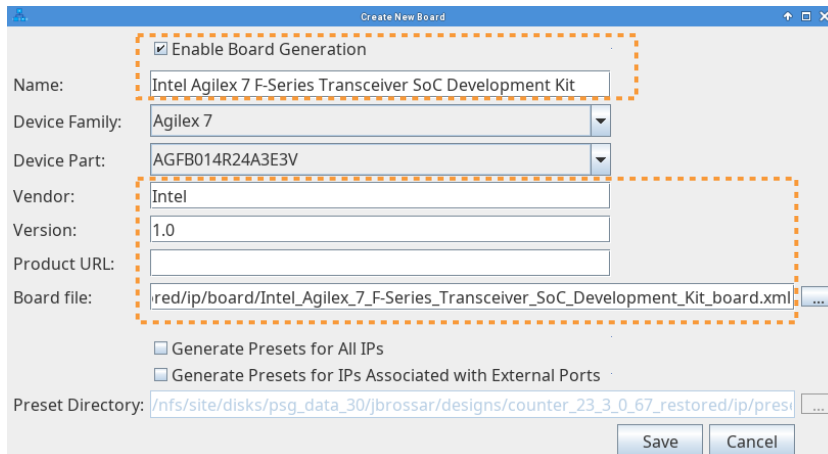 Create New Board
Enable Board Generation
Name: Intel Agilex 7 F-Series Transceiver SoC Development Kit
Device Family: Agilex 7
Device Part: AGFB014R24A3E3V
Vendor: Intel
Version: 1.0
Product URL:
Board file: red/ip/board/Intel_Agilex_7_F-Series_Transceiver_SoC_Development_Kit_board.xml ...
Generate Presets for All IPs
Generate Presets for IPs Associated with External Ports
Preset Directory: /nfs/site/disks/psg_data_30/jbrossar/designs/counter_23_3_0_67_restored/ip/prese ...
Save Cancel